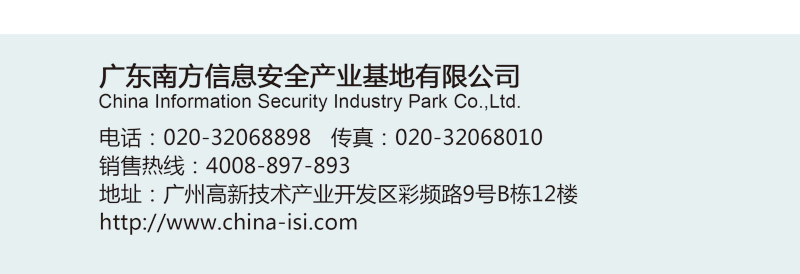 广东南方信息安全产业基地有限公司
China Information Security Industry Park Co.,Ltd.
电话：020-32068898 传真：020-32068010
销售热线：4008-897-893
地址：广州高新技术产业开发区彩频路9号B栋12楼
http://www.china-isi.com